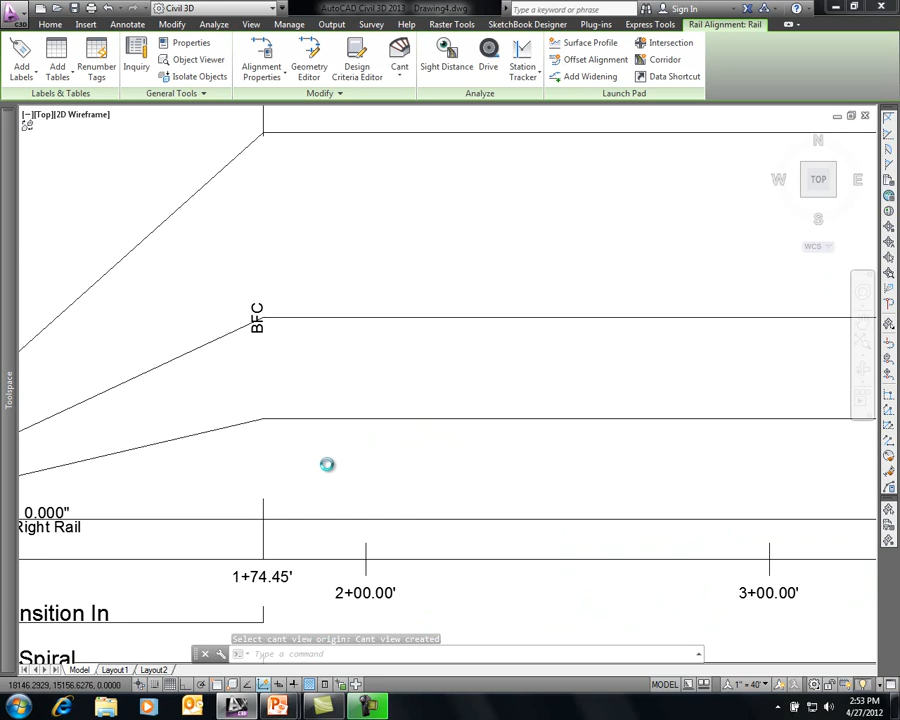 C3D
Civil 3D
AutoCAD Civil 3D 2013 Drawing4.dwg
Type a keyword or phrase
Sign In
Home Insert Annotate Modify Analyze View Manage Output Survey Raster Tools SketchBook Designer Plug-ins Express Tools Rail Alignment: Rail
Properties
Object Viewer
Isolate Objects
Surface Profile
Offset Alignment
Add Widening
Intersection
Corridor
Data Shortcut
Add Labels
Add Tables
Renumber Tags
Inquiry
Alignment Properties
Geometry Editor
Design Criteria Editor
Cant
Sight Distance
Drive
Station Tracker
Labels & Tables
General Tools
Modify
Analyze
Launch Pad
[−][Top][2D Wireframe]
N
W
TOP
E
S
WCS
Toolspace
BFC
0.000"
Right Rail
1+74.45'
2+00.00'
3+00.00'
nsition In
Spiral
Select cant view origin: Cant view created
Type a command
Model Layout1 Layout2
18146.2929, 15156.6276, 0.0000
MODEL
1" = 40'
2:53 PM
4/27/2012